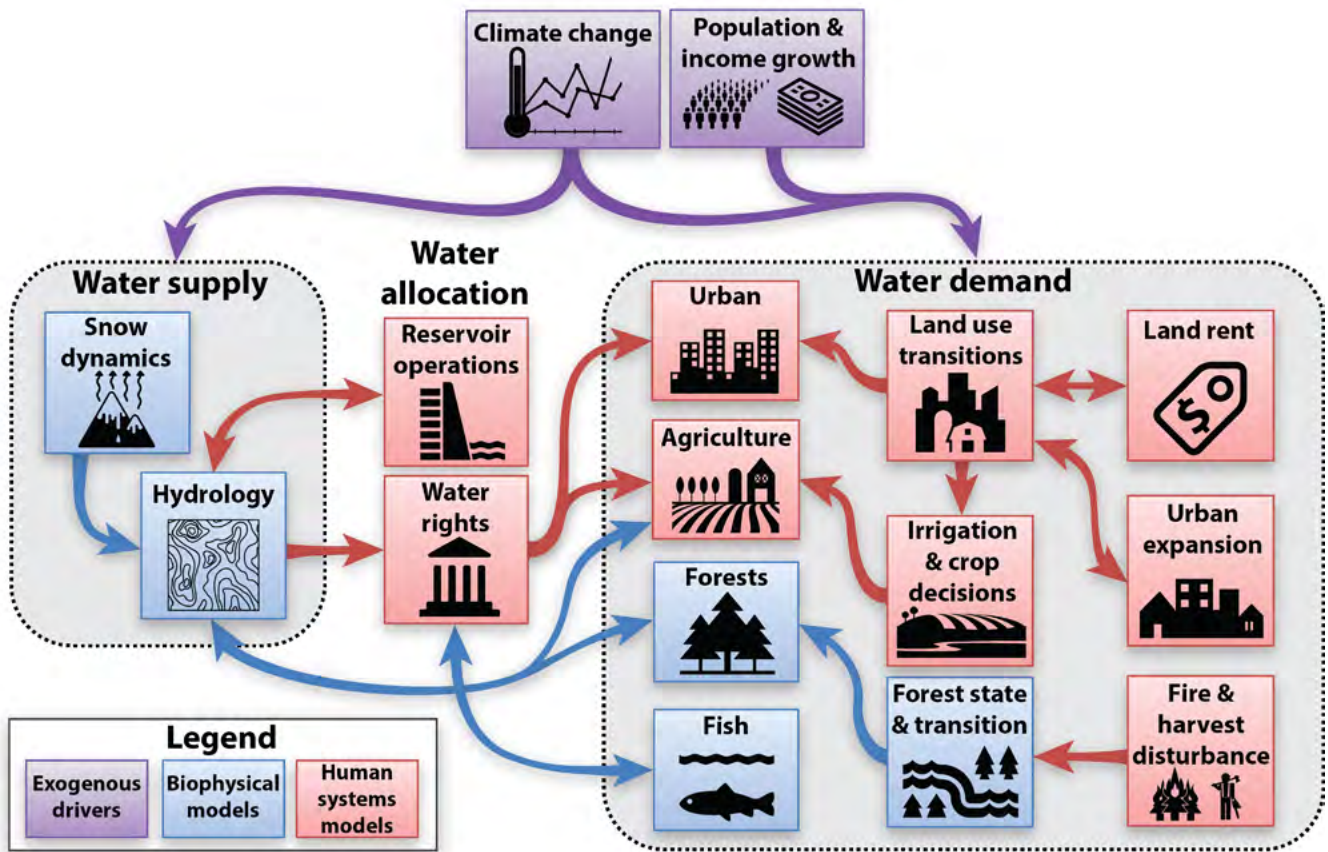 Climate change
Population &
income growth
Water supply
Water
allocation
Water demand
Snow
dynamics
Hydrology
Reservoir
operations
Water
rights
Urban
Agriculture
Forests
Fish
Land use
transitions
Irrigation
& crop
decisions
Forest state
& transition
Land rent
$
Urban
expansion
Fire &
harvest
disturbance
Legend
Exogenous
drivers
Biophysical
models
Human
systems
models